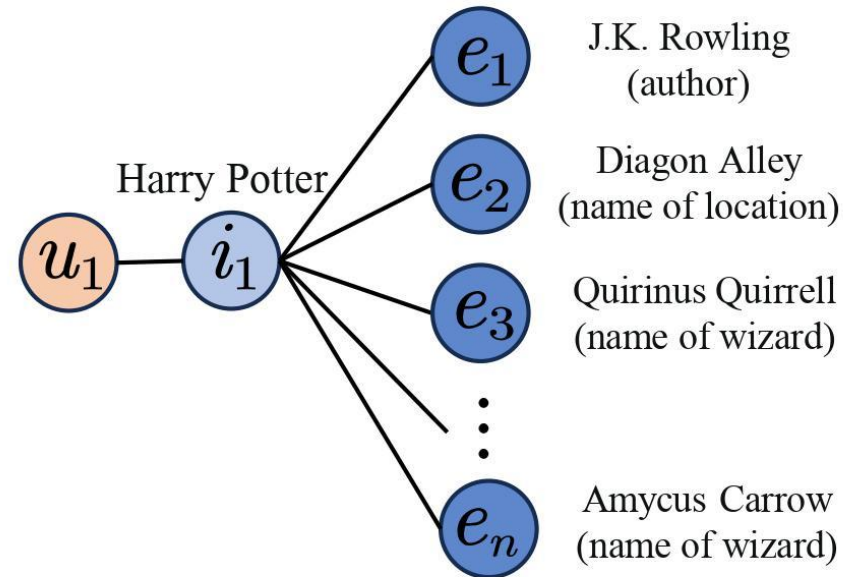 e₁
J.K. Rowling
(author)
Harry Potter
e₂
Diagon Alley
(name of location)
u₁
i₁
e₃
Quirinus Quirrell
(name of wizard)
eₙ
Amycus Carrow
(name of wizard)